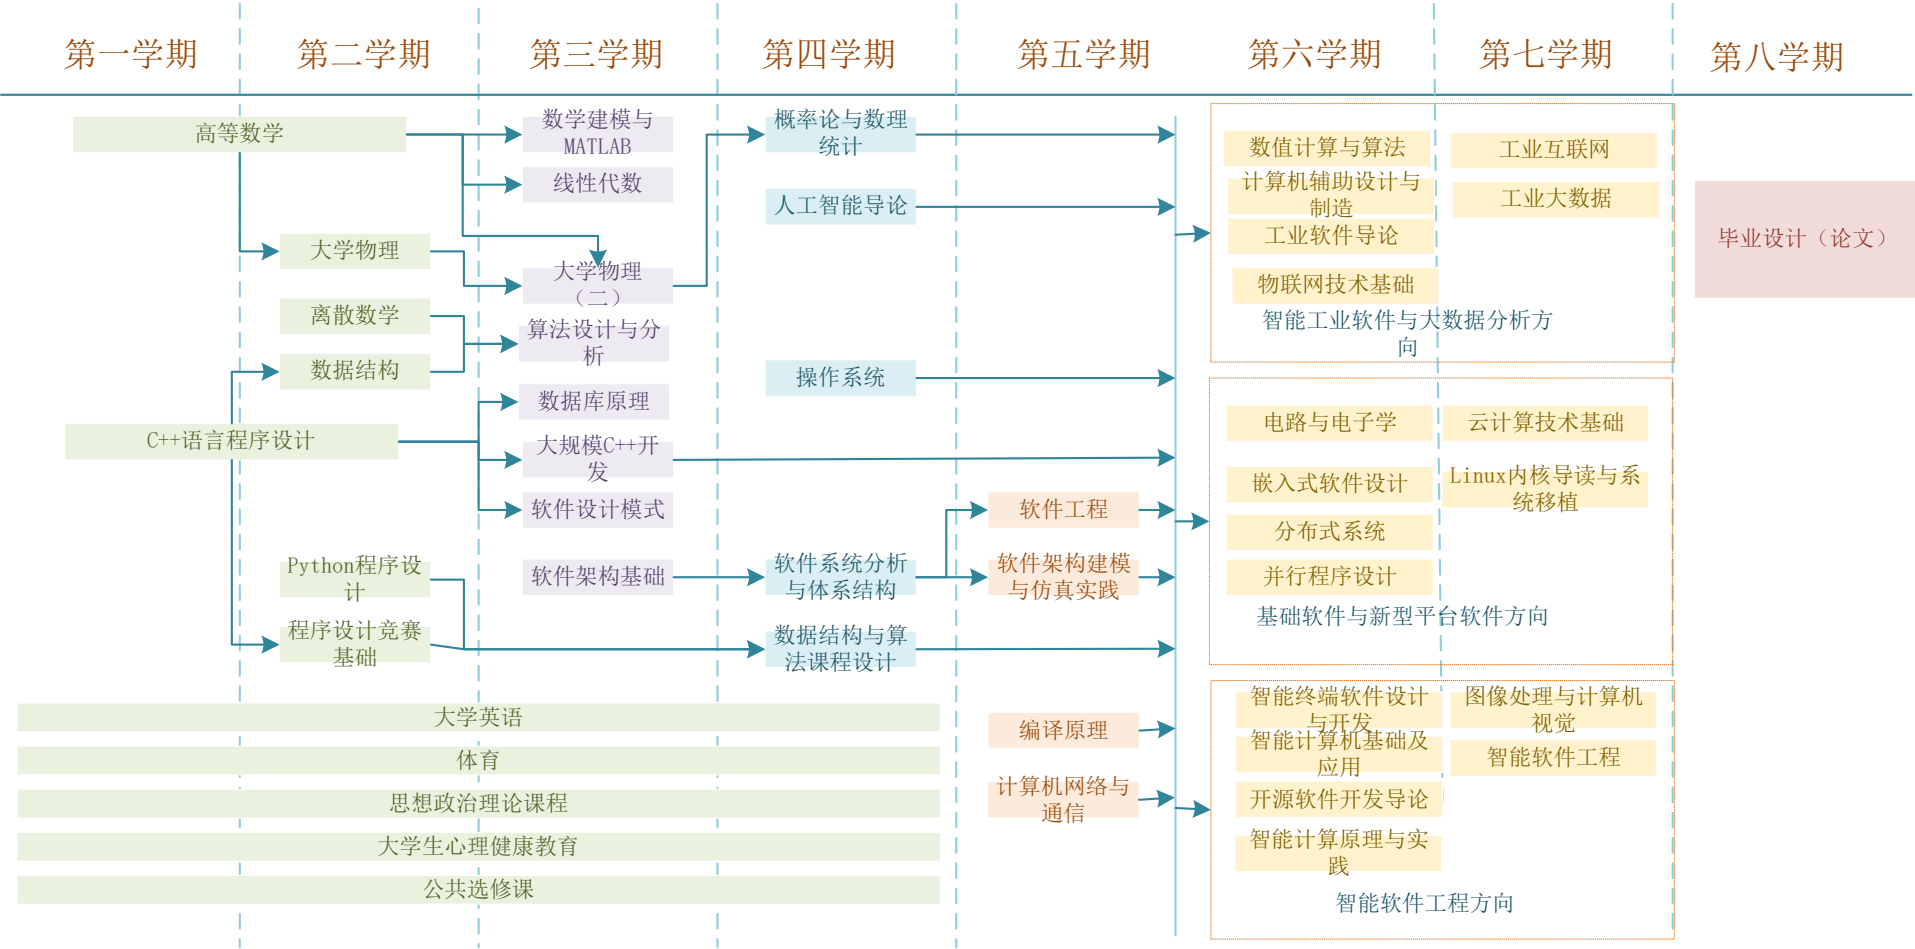 第一学期
第二学期
第三学期
第四学期
第五学期
第六学期
第七学期
第八学期
高等数学
C++语言程序设计
大学物理
离散数学
数据结构
Python程序设
计
程序设计竞赛
基础
数学建模与
MATLAB
线性代数
大学物理
（二）
算法设计与分
析
数据库原理
大规模C++开
发
软件设计模式
软件架构基础
概率论与数理
统计
人工智能导论
操作系统
软件系统分析
与体系结构
数据结构与算
法课程设计
软件工程
软件架构建模
与仿真实践
编译原理
计算机网络与
通信
大学英语
体育
思想政治理论课程
大学生心理健康教育
公共选修课
数值计算与算法
计算机辅助设计与
制造
工业软件导论
物联网技术基础
工业互联网
工业大数据
智能工业软件与大数据分析方
向
电路与电子学
嵌入式软件设计
分布式系统
并行程序设计
云计算技术基础
Linux内核导读与系
统移植
基础软件与新型平台软件方向
智能终端软件设计
与开发
智能计算机基础及
应用
开源软件开发导论
智能计算原理与实
践
图像处理与计算机
视觉
智能软件工程
智能软件工程方向
毕业设计（论文）